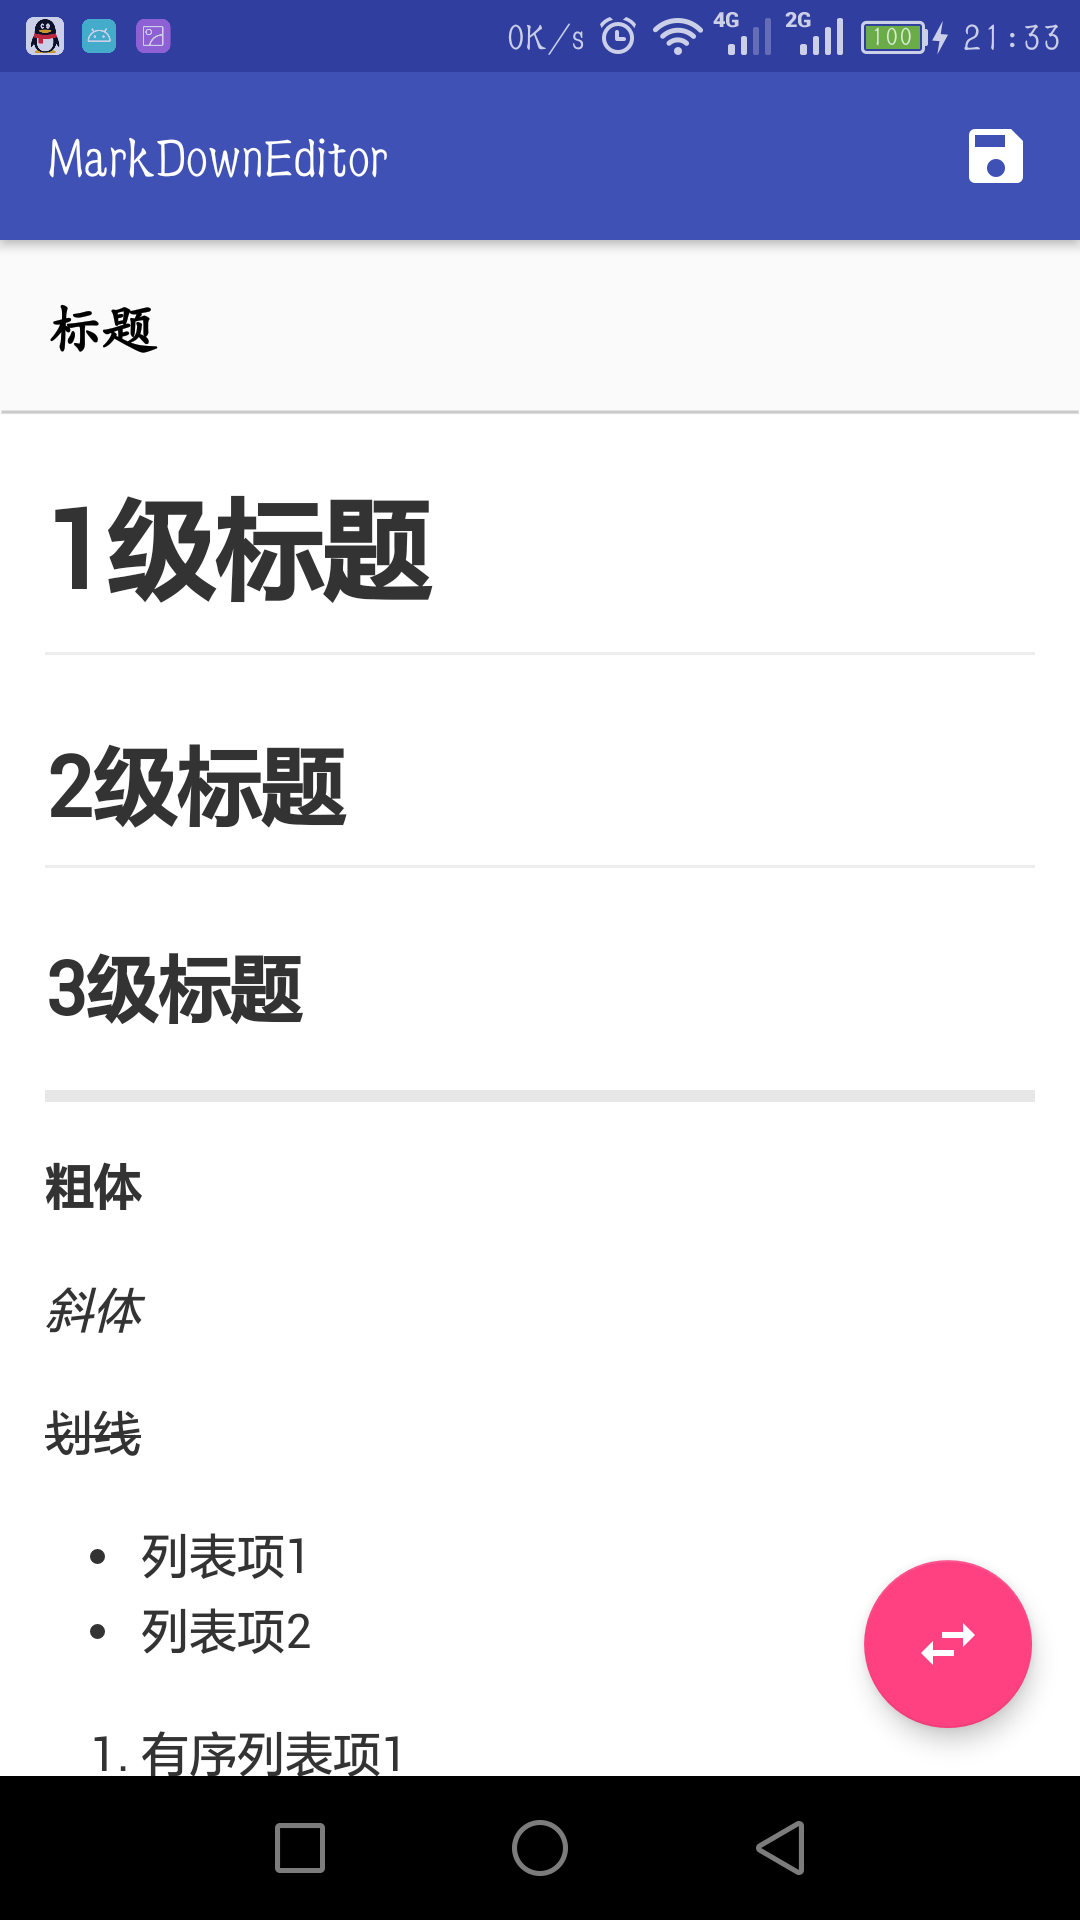 0K/s 4G 2G 100 21:33
MarkDownEditor
标题
1级标题
2级标题
3级标题
粗体
斜体
划线
• 列表项1
• 列表项2
1. 有序列表项1